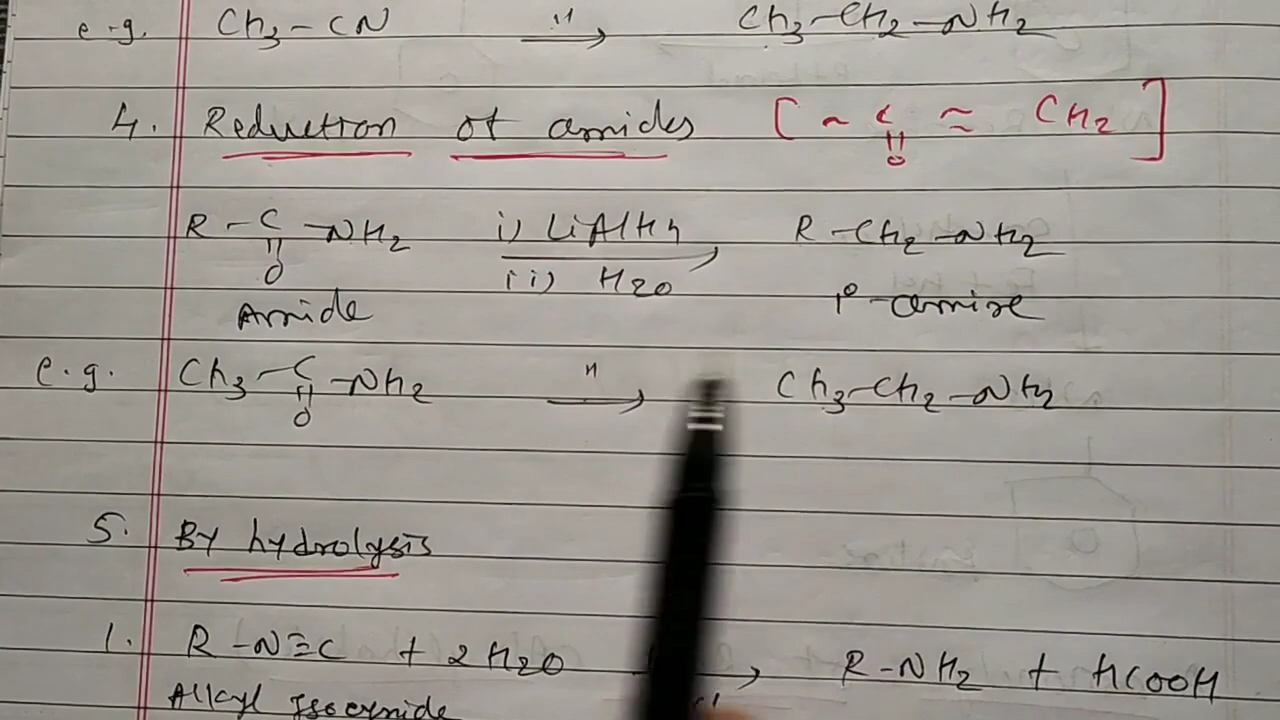 e.g. CH3-CN " → CH3-CH2-NH2
4. Reduction of amides [~ C ≈ CH2]
O
R-C-NH2 i) LiAlH4 R-CH2-NH2
O ii) H2O
Amide 1°-amine
e.g. CH3-C-NH2 " → CH3-CH2-NH2
O
5. By hydrolysis
1. R-N≡C + 2H2O → R-NH2 + HCOOH
Alkyl Isocynide